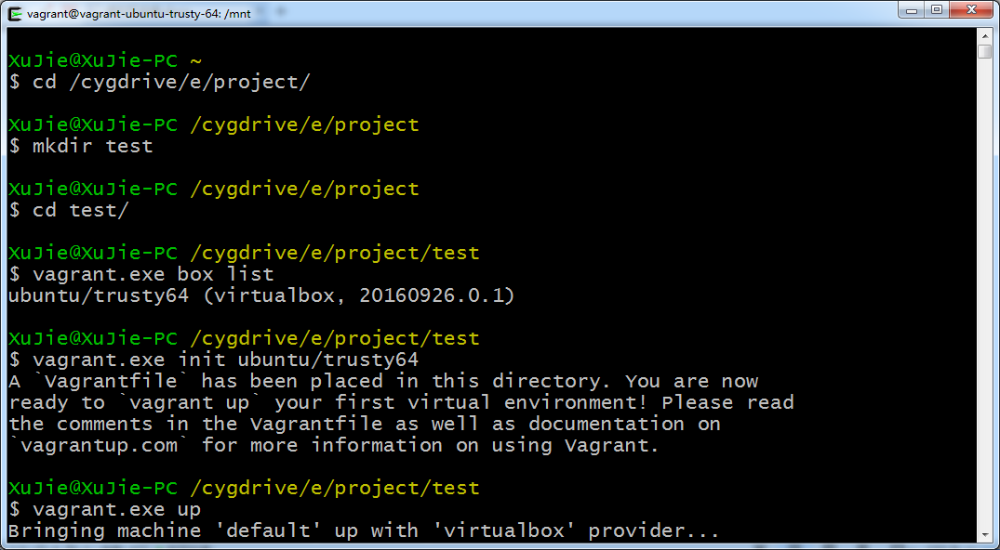 vagrant@vagrant-ubuntu-trusty-64: /mnt
XuJie@XuJie-PC ~
$ cd /cygdrive/e/project/
XuJie@XuJie-PC /cygdrive/e/project
$ mkdir test
XuJie@XuJie-PC /cygdrive/e/project
$ cd test/
XuJie@XuJie-PC /cygdrive/e/project/test
$ vagrant.exe box list
ubuntu/trusty64 (virtualbox, 20160926.0.1)
XuJie@XuJie-PC /cygdrive/e/project/test
$ vagrant.exe init ubuntu/trusty64
A `Vagrantfile` has been placed in this directory. You are now
ready to `vagrant up` your first virtual environment! Please read
the comments in the Vagrantfile as well as documentation on
`vagrantup.com` for more information on using Vagrant.
XuJie@XuJie-PC /cygdrive/e/project/test
$ vagrant.exe up
Bringing machine 'default' up with 'virtualbox' provider...